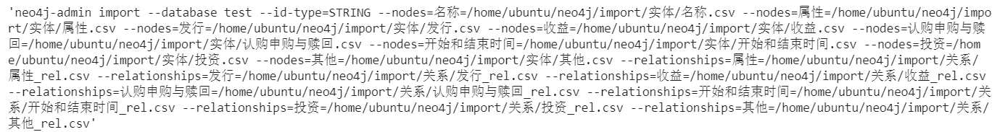 'neo4j-admin import --database test --id-type=STRING --nodes=名称=/home/ubuntu/neo4j/import/实体/名称.csv --nodes=属性=/home/ubuntu/neo4j/impo
rt/实体/属性.csv --nodes=发行=/home/ubuntu/neo4j/import/实体/发行.csv --nodes=收益=/home/ubuntu/neo4j/import/实体/收益.csv --nodes=认购申购与赎
回=/home/ubuntu/neo4j/import/实体/认购申购与赎回.csv --nodes=开始和结束时间=/home/ubuntu/neo4j/import/实体/开始和结束时间.csv --nodes=投资=/hom
e/ubuntu/neo4j/import/实体/投资.csv --nodes=其他=/home/ubuntu/neo4j/import/实体/其他.csv --relationships=属性=/home/ubuntu/neo4j/import/关系/
属性_rel.csv --relationships=发行=/home/ubuntu/neo4j/import/关系/发行_rel.csv --relationships=收益=/home/ubuntu/neo4j/import/关系/收益_rel.csv
--relationships=认购申购与赎回=/home/ubuntu/neo4j/import/关系/认购申购与赎回_rel.csv --relationships=开始和结束时间=/home/ubuntu/neo4j/import/关
系/开始和结束时间_rel.csv --relationships=投资=/home/ubuntu/neo4j/import/关系/投资_rel.csv --relationships=其他=/home/ubuntu/neo4j/import/关系/
其他_rel.csv'